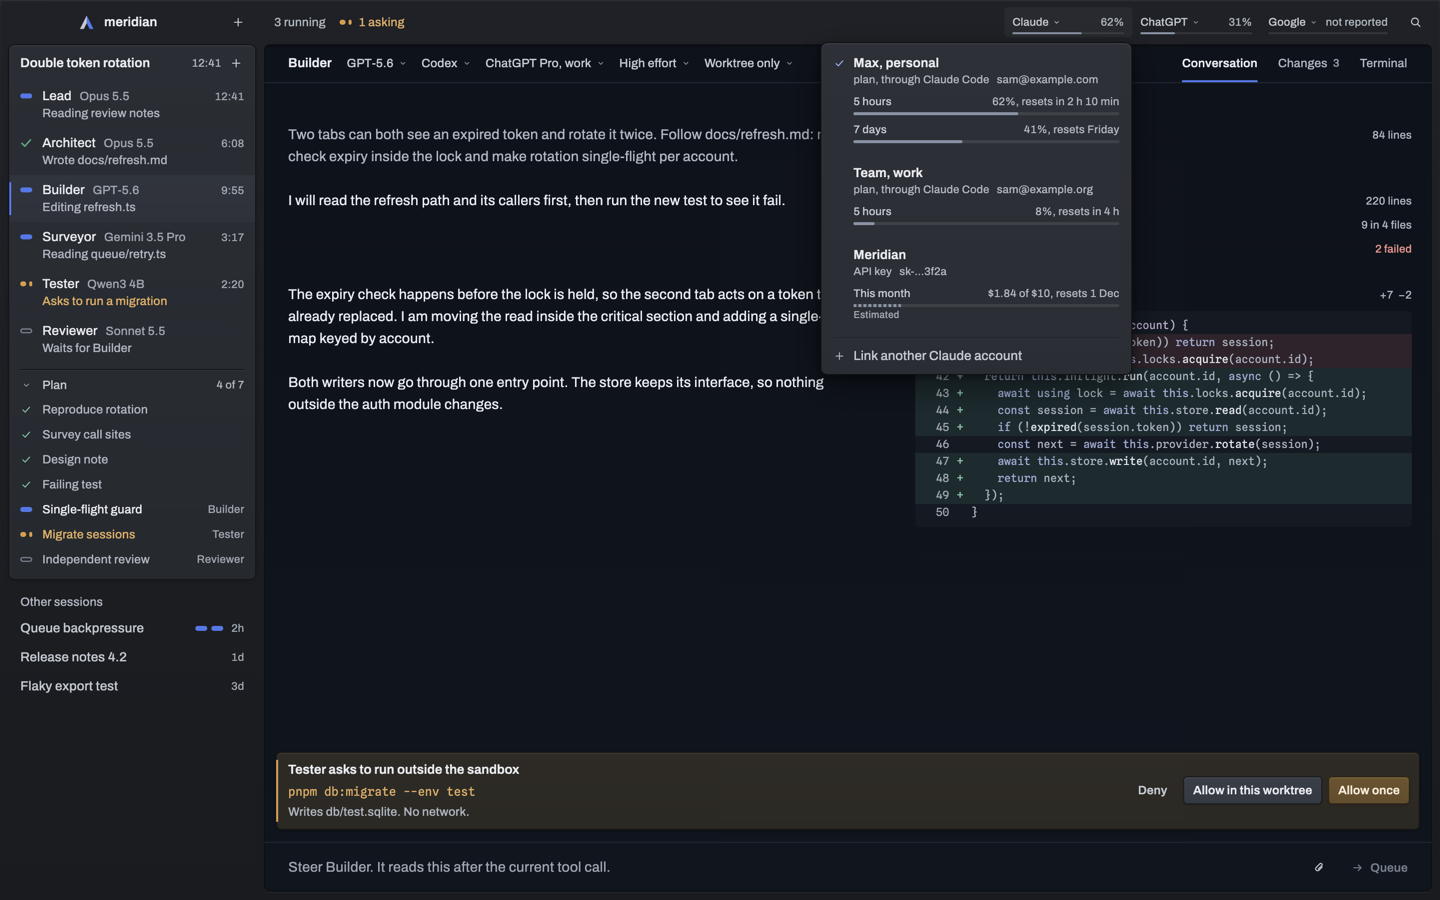 meridian
3 running
1 asking
Claude 62%
ChatGPT 31%
Google not reported
Double token rotation 12:41
Lead Opus 5.5 12:41
Reading review notes
Architect Opus 5.5 6:08
Wrote docs/refresh.md
Builder GPT-5.6 9:55
Editing refresh.ts
Surveyor Gemini 3.5 Pro 3:17
Reading queue/retry.ts
Tester Qwen3 4B 2:20
Asks to run a migration
Reviewer Sonnet 5.5
Waits for Builder
Plan 4 of 7
Reproduce rotation
Survey call sites
Design note
Failing test
Single-flight guard Builder
Migrate sessions Tester
Independent review Reviewer
Other sessions
Queue backpressure 2h
Release notes 4.2 1d
Flaky export test 3d
Builder GPT-5.6 Codex ChatGPT Pro, work High effort Worktree only
Conversation Changes 3 Terminal
Max, personal
plan, through Claude Code sam@example.com
5 hours 62%, resets in 2 h 10 min
7 days 41%, resets Friday
Team, work
plan, through Claude Code sam@example.org
5 hours 8%, resets in 4 h
Meridian
API key sk-...3f2a
This month $1.84 of $10, resets 1 Dec
Estimated
+ Link another Claude account
Two tabs can both see an expired token and rotate it twice. Follow docs/refresh.md:
check expiry inside the lock and make rotation single-flight per account.
84 lines
I will read the refresh path and its callers first, then run the new test to see it fail.
220 lines
9 in 4 files
2 failed
The expiry check happens before the lock is held, so the second tab acts on a token
already replaced. I am moving the read inside the critical section and adding a single-
map keyed by account.
Both writers now go through one entry point. The store keeps its interface, so nothing
outside the auth module changes.
+7 −2
ccount) {
oken)) return session;
s.locks.acquire(account.id);
42 + return this.inflight.run(account.id, async () => {
43 + await using lock = await this.locks.acquire(account.id);
44 + const session = await this.store.read(account.id);
45 + if (!expired(session.token)) return session;
46 const next = await this.provider.rotate(session);
47 + await this.store.write(account.id, next);
48 + return next;
49 + });
50 }
Tester asks to run outside the sandbox
pnpm db:migrate --env test
Writes db/test.sqlite. No network.
Deny
Allow in this worktree
Allow once
Steer Builder. It reads this after the current tool call.
Queue